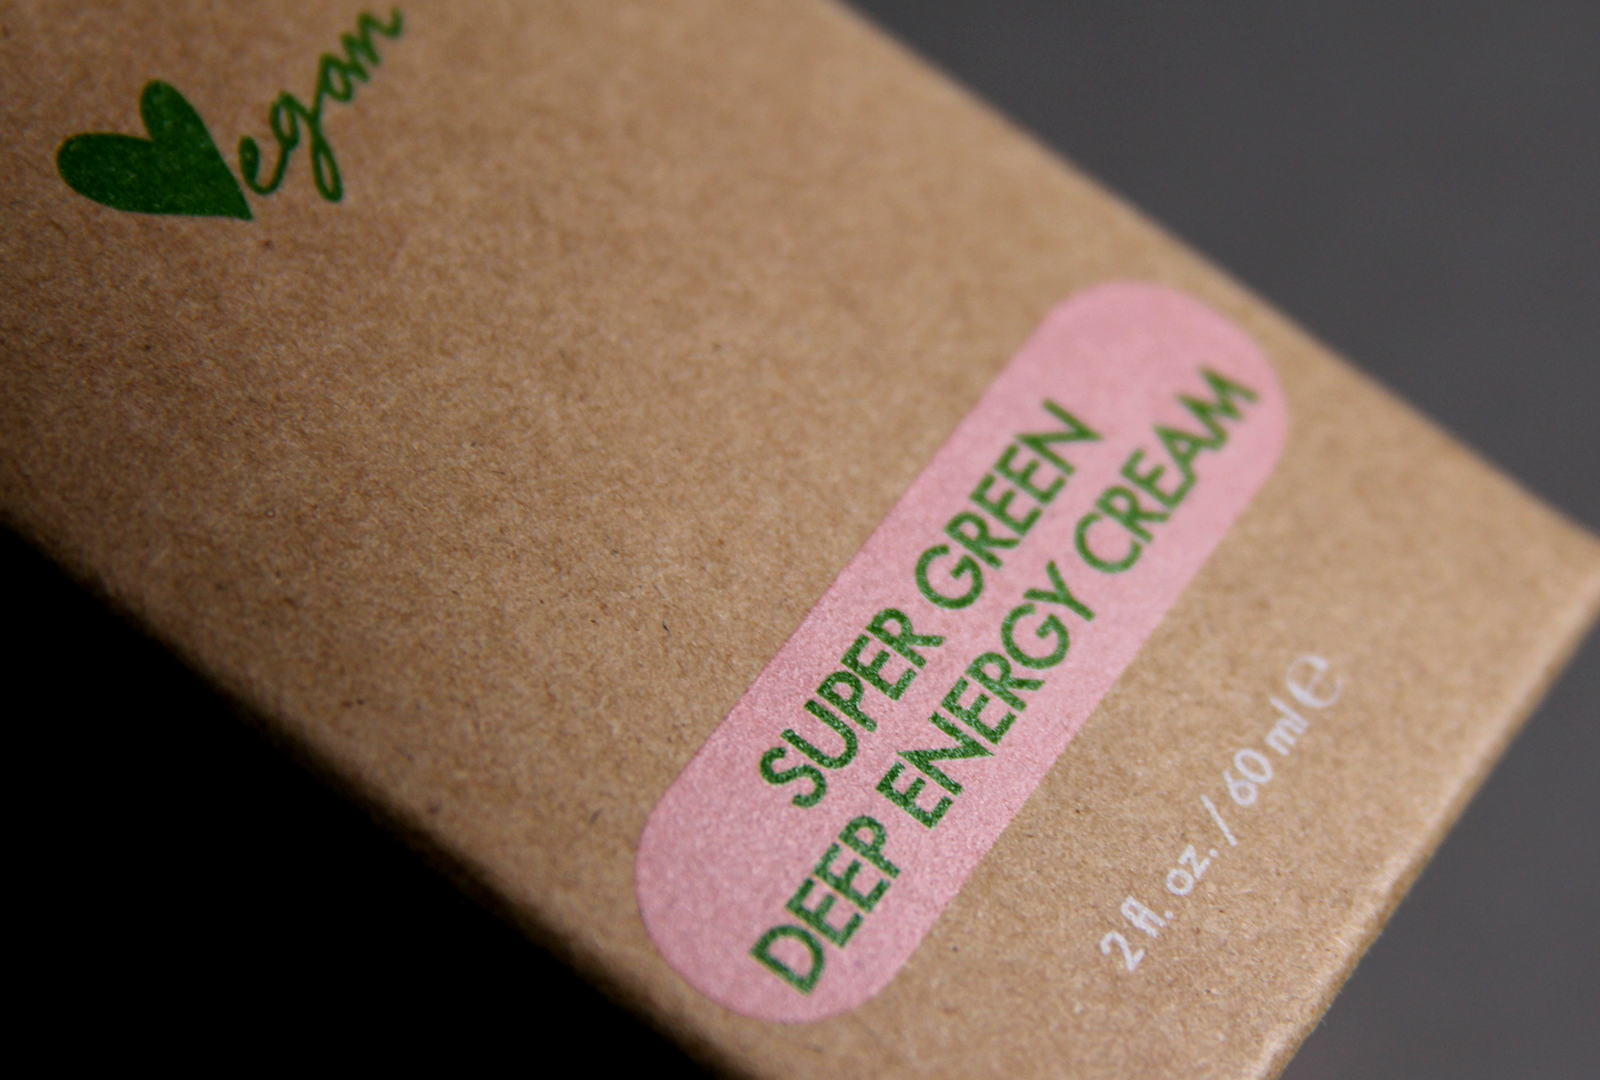 Vegan
SUPER GREEN
DEEP ENERGY CREAM
2 fl. oz. / 60 ml ℮